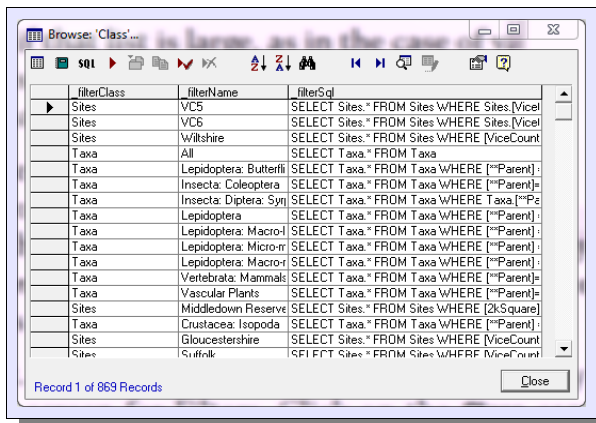 Browse: 'Class'...
SQL
_filterClass _filterName _filterSql
Sites VC5 SELECT Sites.* FROM Sites WHERE Sites.[Vice
Sites VC6 SELECT Sites.* FROM Sites WHERE Sites.[Vice
Sites Wiltshire SELECT Sites.* FROM Sites WHERE [ViceCount
Taxa All SELECT Taxa.* FROM Taxa
Taxa Lepidoptera: Butterfli SELECT Taxa.* FROM Taxa WHERE [**Parent] =
Taxa Insecta: Coleoptera SELECT Taxa.* FROM Taxa WHERE [**Parent]=
Taxa Insecta: Diptera: Syrp SELECT Taxa.* FROM Taxa WHERE Taxa.[**Pa
Taxa Lepidoptera SELECT Taxa.* FROM Taxa WHERE [**Parent] =
Taxa Lepidoptera: Macro-l SELECT Taxa.* FROM Taxa WHERE [**Parent] =
Taxa Lepidoptera: Micro-m SELECT Taxa.* FROM Taxa WHERE [**Parent] =
Taxa Lepidoptera: Macro-m SELECT Taxa.* FROM Taxa WHERE [**Parent] =
Taxa Vertebrata: Mammals SELECT Taxa.* FROM Taxa WHERE [**Parent]=
Taxa Vascular Plants SELECT Taxa.* FROM Taxa WHERE [**Parent]=
Sites Middledown Reserve SELECT Sites.* FROM Sites WHERE [2kSquare]
Taxa Crustacea: Isopoda SELECT Taxa.* FROM Taxa WHERE [**Parent] =
Sites Gloucestershire SELECT Sites.* FROM Sites WHERE [ViceCount
Sites Suffolk SELECT Sites.* FROM Sites WHERE [ViceCount
Record 1 of 869 Records
Close